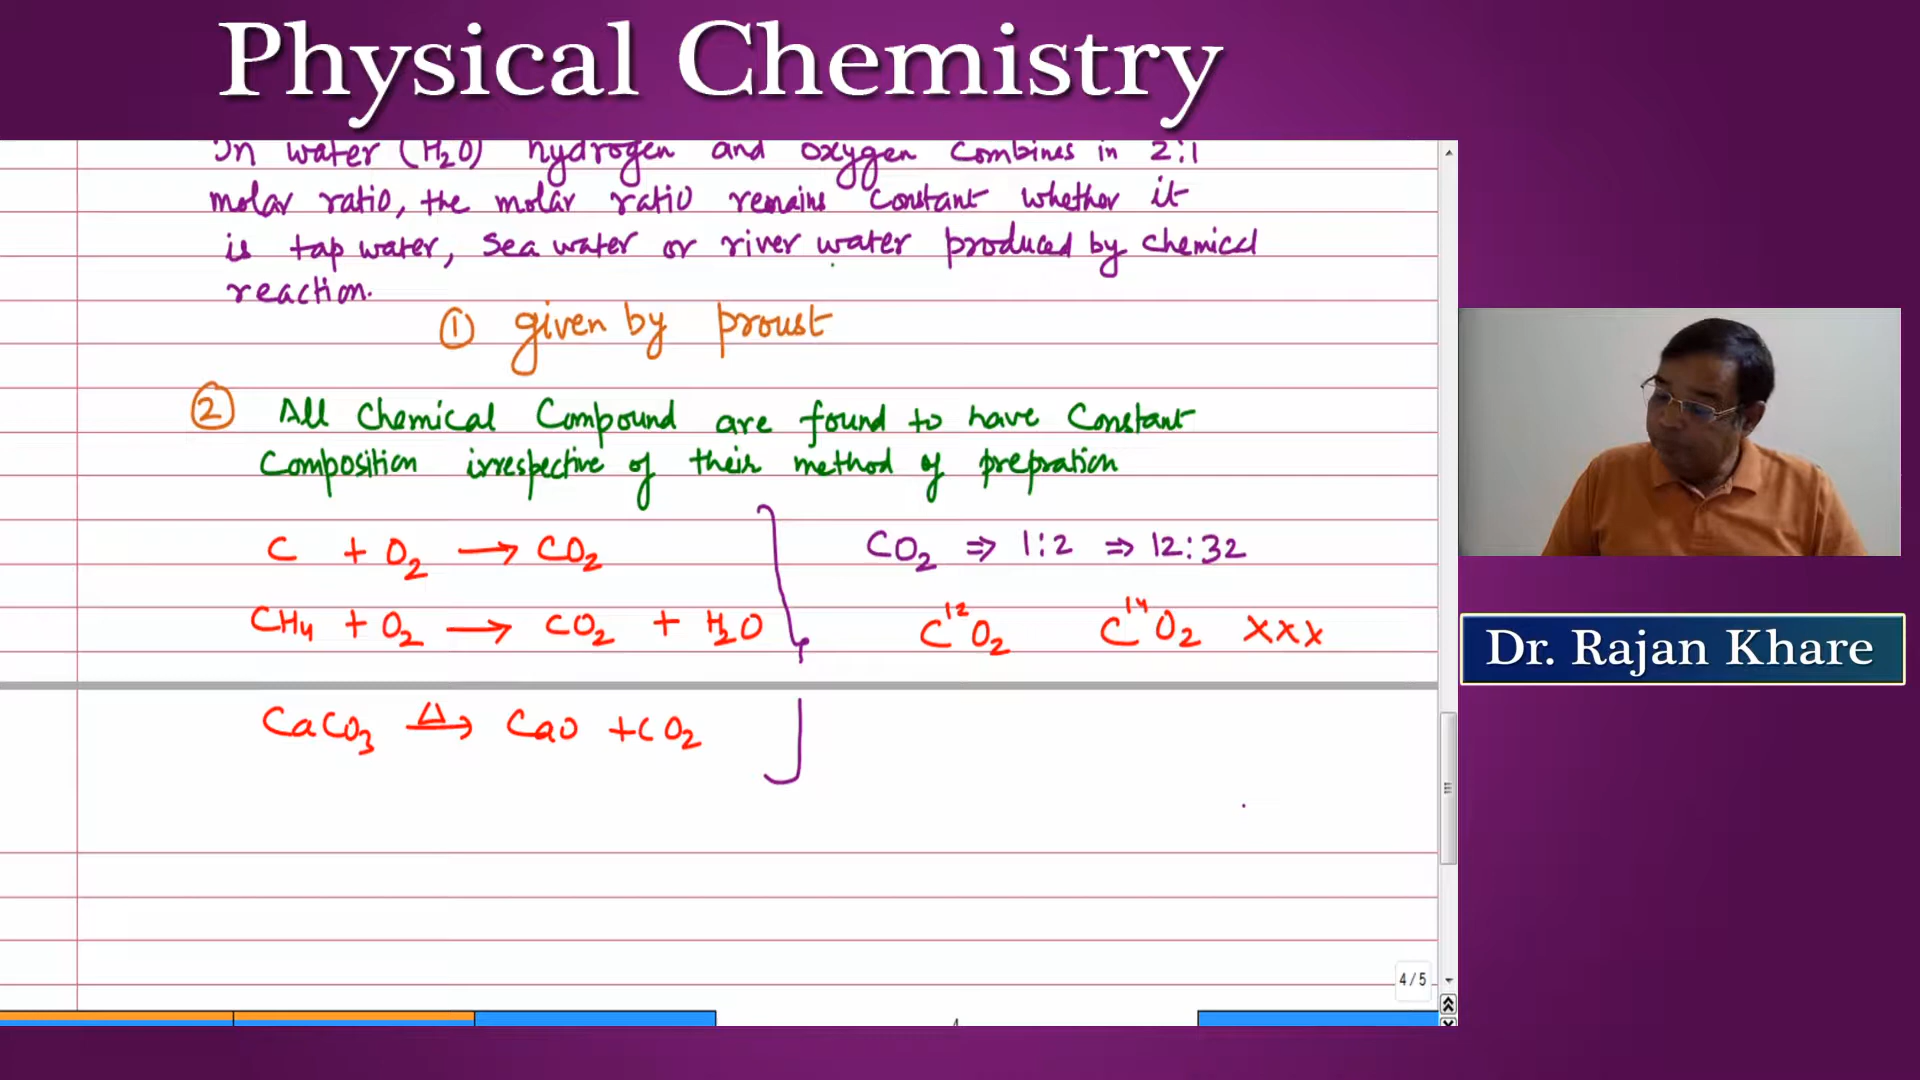 Physical Chemistry
In water (H2O) hydrogen and oxygen Combines in 2:1
molar ratio, the molar ratio remains Constant whether it
is tap water, sea water or river water produced by chemical
reaction.
① given by proust
② All Chemical Compound are found to have Constant
Composition irrespective of their method of prepration
C + O2 → CO2
CH4 + O2 → CO2 + H2O
CaCO3 Δ→ CaO + CO2
CO2 ⇒ 1:2 ⇒ 12:32
C¹²O2 C¹⁴O2 XXX
Dr. Rajan Khare
4 / 5